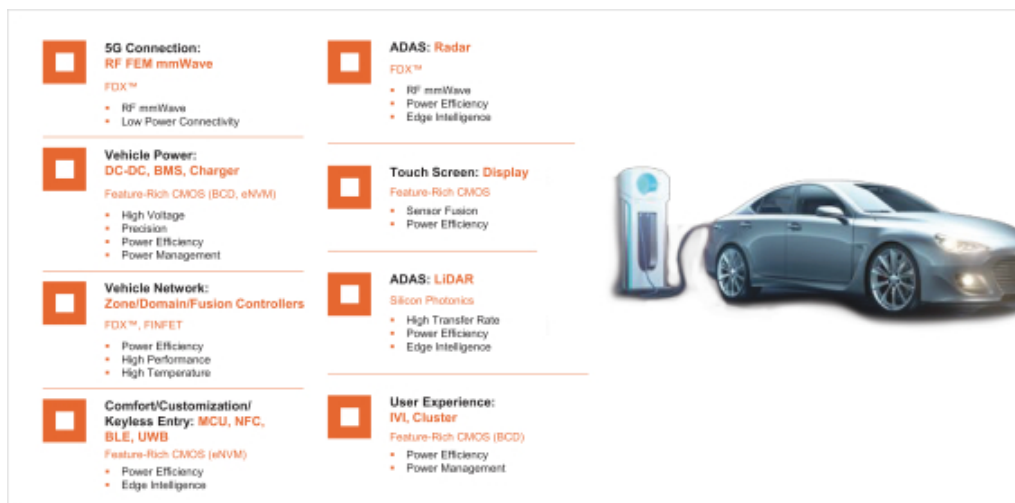 5G Connection:
RF FEM mmWave
FDX™
RF mmWave
Low Power Connectivity
Vehicle Power:
DC-DC, BMS, Charger
Feature-Rich CMOS (BCD, eNVM)
High Voltage
Precision
Power Efficiency
Power Management
Vehicle Network:
Zone/Domain/Fusion Controllers
FDX™, FINFET
Power Efficiency
High Performance
High Temperature
Comfort/Customization/
Keyless Entry: MCU, NFC,
BLE, UWB
Feature-Rich CMOS (eNVM)
Power Efficiency
Edge Intelligence
ADAS: Radar
FDX™
RF mmWave
Power Efficiency
Edge Intelligence
Touch Screen: Display
Feature-Rich CMOS
Sensor Fusion
Power Efficiency
ADAS: LiDAR
Silicon Photonics
High Transfer Rate
Power Efficiency
Edge Intelligence
User Experience:
IVI, Cluster
Feature-Rich CMOS (BCD)
Power Efficiency
Power Management